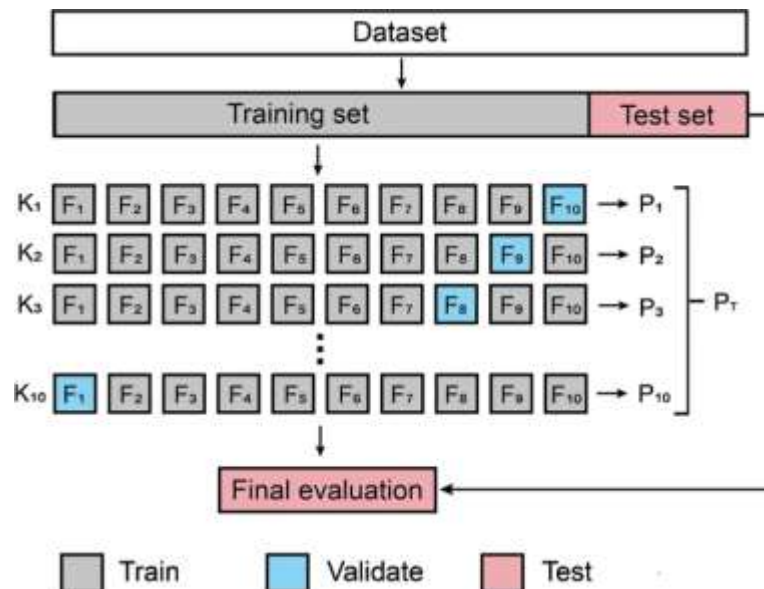 Dataset
Training set Test set
K₁ F₁ F₂ F₃ F₄ F₅ F₆ F₇ F₈ F₉ F₁₀ P₁
K₂ F₁ F₂ F₃ F₄ F₅ F₆ F₇ F₈ F₉ F₁₀ P₂
K₃ F₁ F₂ F₃ F₄ F₅ F₆ F₇ F₈ F₉ F₁₀ P₃
Pₜ
K₁₀ F₁ F₂ F₃ F₄ F₅ F₆ F₇ F₈ F₉ F₁₀ P₁₀
Final evaluation
Train Validate Test